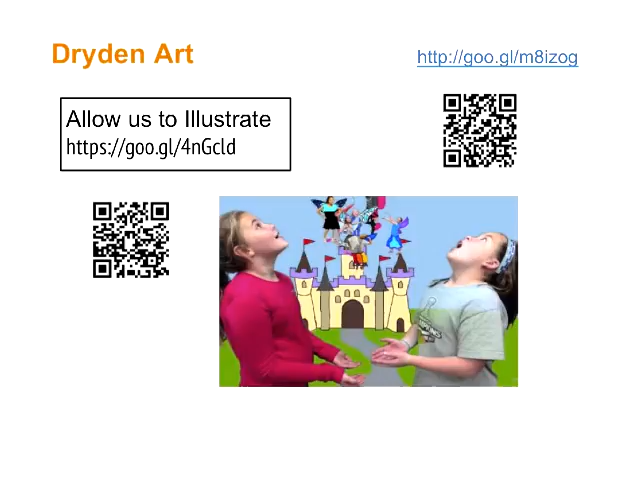 Dryden Art
http://goo.gl/m8izog
Allow us to Illustrate
https://goo.gl/4nGcld